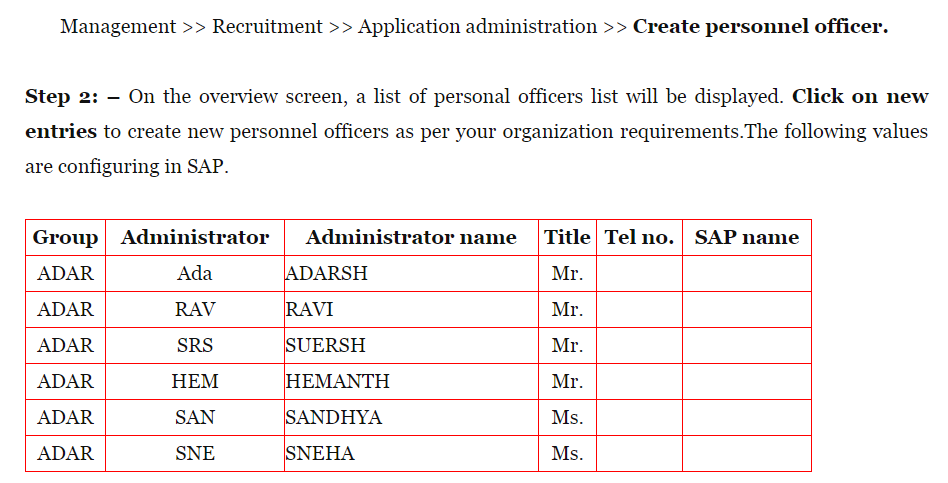 Management >> Recruitment >> Application administration >> Create personnel officer.
Step 2: – On the overview screen, a list of personal officers list will be displayed. Click on new
entries to create new personnel officers as per your organization requirements.The following values
are configuring in SAP.
Group Administrator Administrator name Title Tel no. SAP name
ADAR Ada ADARSH Mr.
ADAR RAV RAVI Mr.
ADAR SRS SUERSH Mr.
ADAR HEM HEMANTH Mr.
ADAR SAN SANDHYA Ms.
ADAR SNE SNEHA Ms.